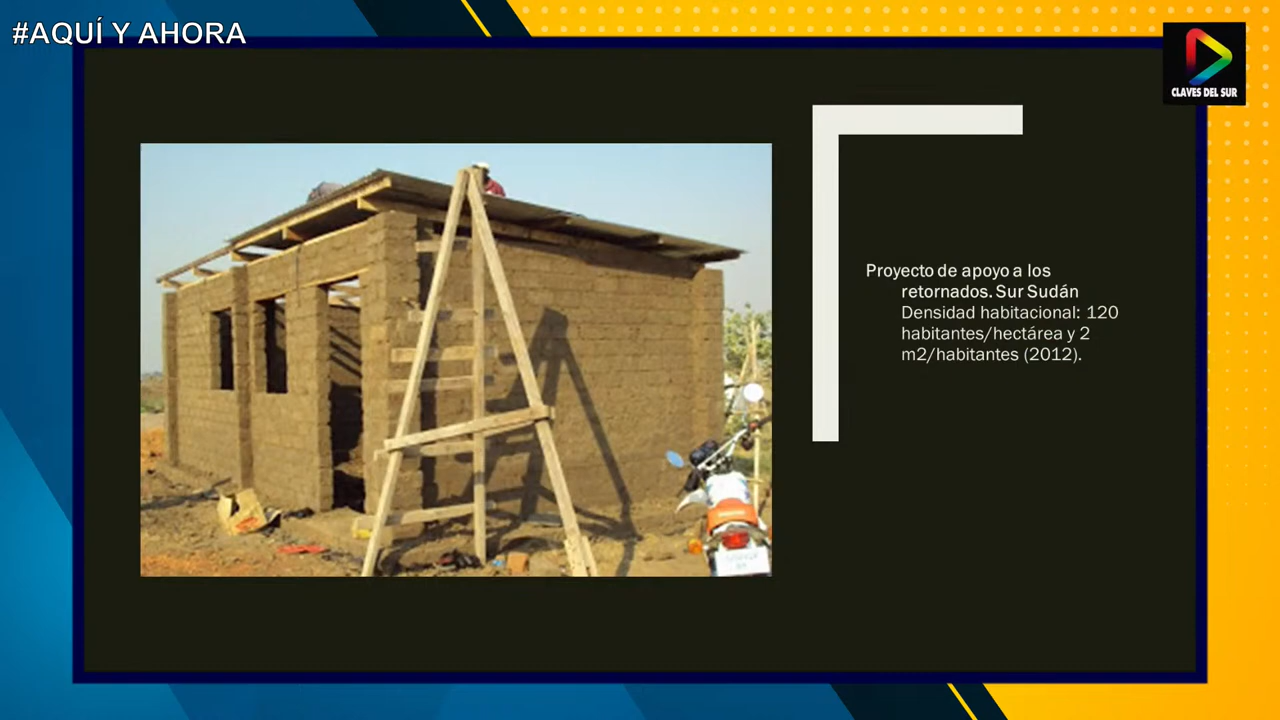 #AQUÍ Y AHORA
CLAVES DEL SUR
Proyecto de apoyo a los
retornados. Sur Sudán
Densidad habitacional: 120
habitantes/hectárea y 2
m2/habitantes (2012).